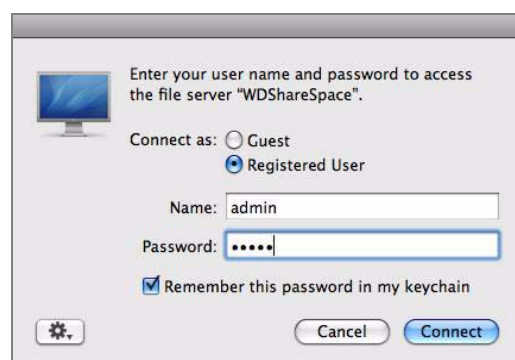 Enter your user name and password to access
the file server “WDShareSpace”.
Connect as: Guest
Registered User
Name: admin
Password: •••••
Remember this password in my keychain
Cancel Connect